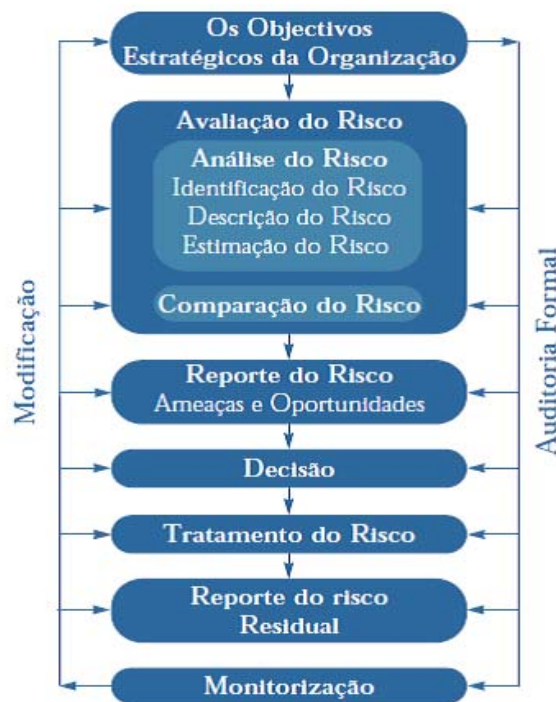 Os Objectivos
Estratégicos da Organização
Avaliação do Risco
Análise do Risco
Identificação do Risco
Descrição do Risco
Estimação do Risco
Comparação do Risco
Reporte do Risco
Ameaças e Oportunidades
Decisão
Tratamento do Risco
Reporte do risco
Residual
Monitorização
Modificação
Auditoria Formal